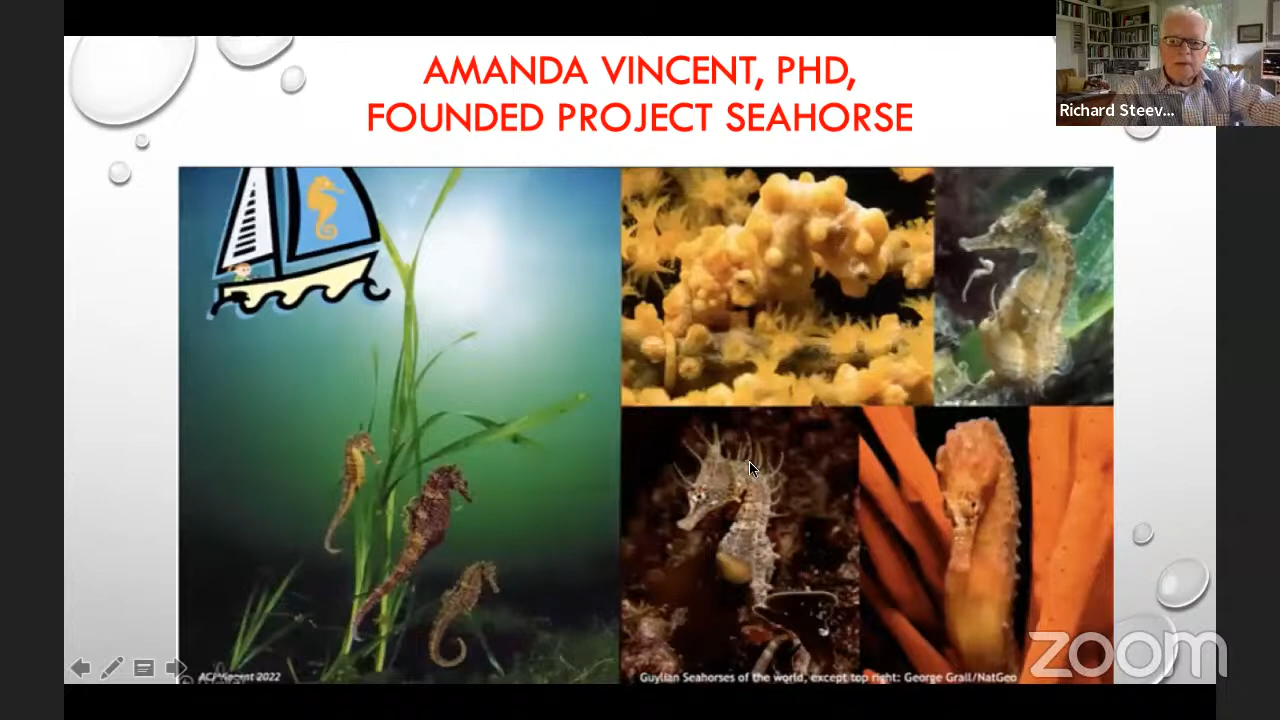 AMANDA VINCENT, PHD,
FOUNDED PROJECT SEAHORSE
Richard Steev...
2022
Guylian Seahorses of the world, except top right: George Grall/NatGeo
zoom